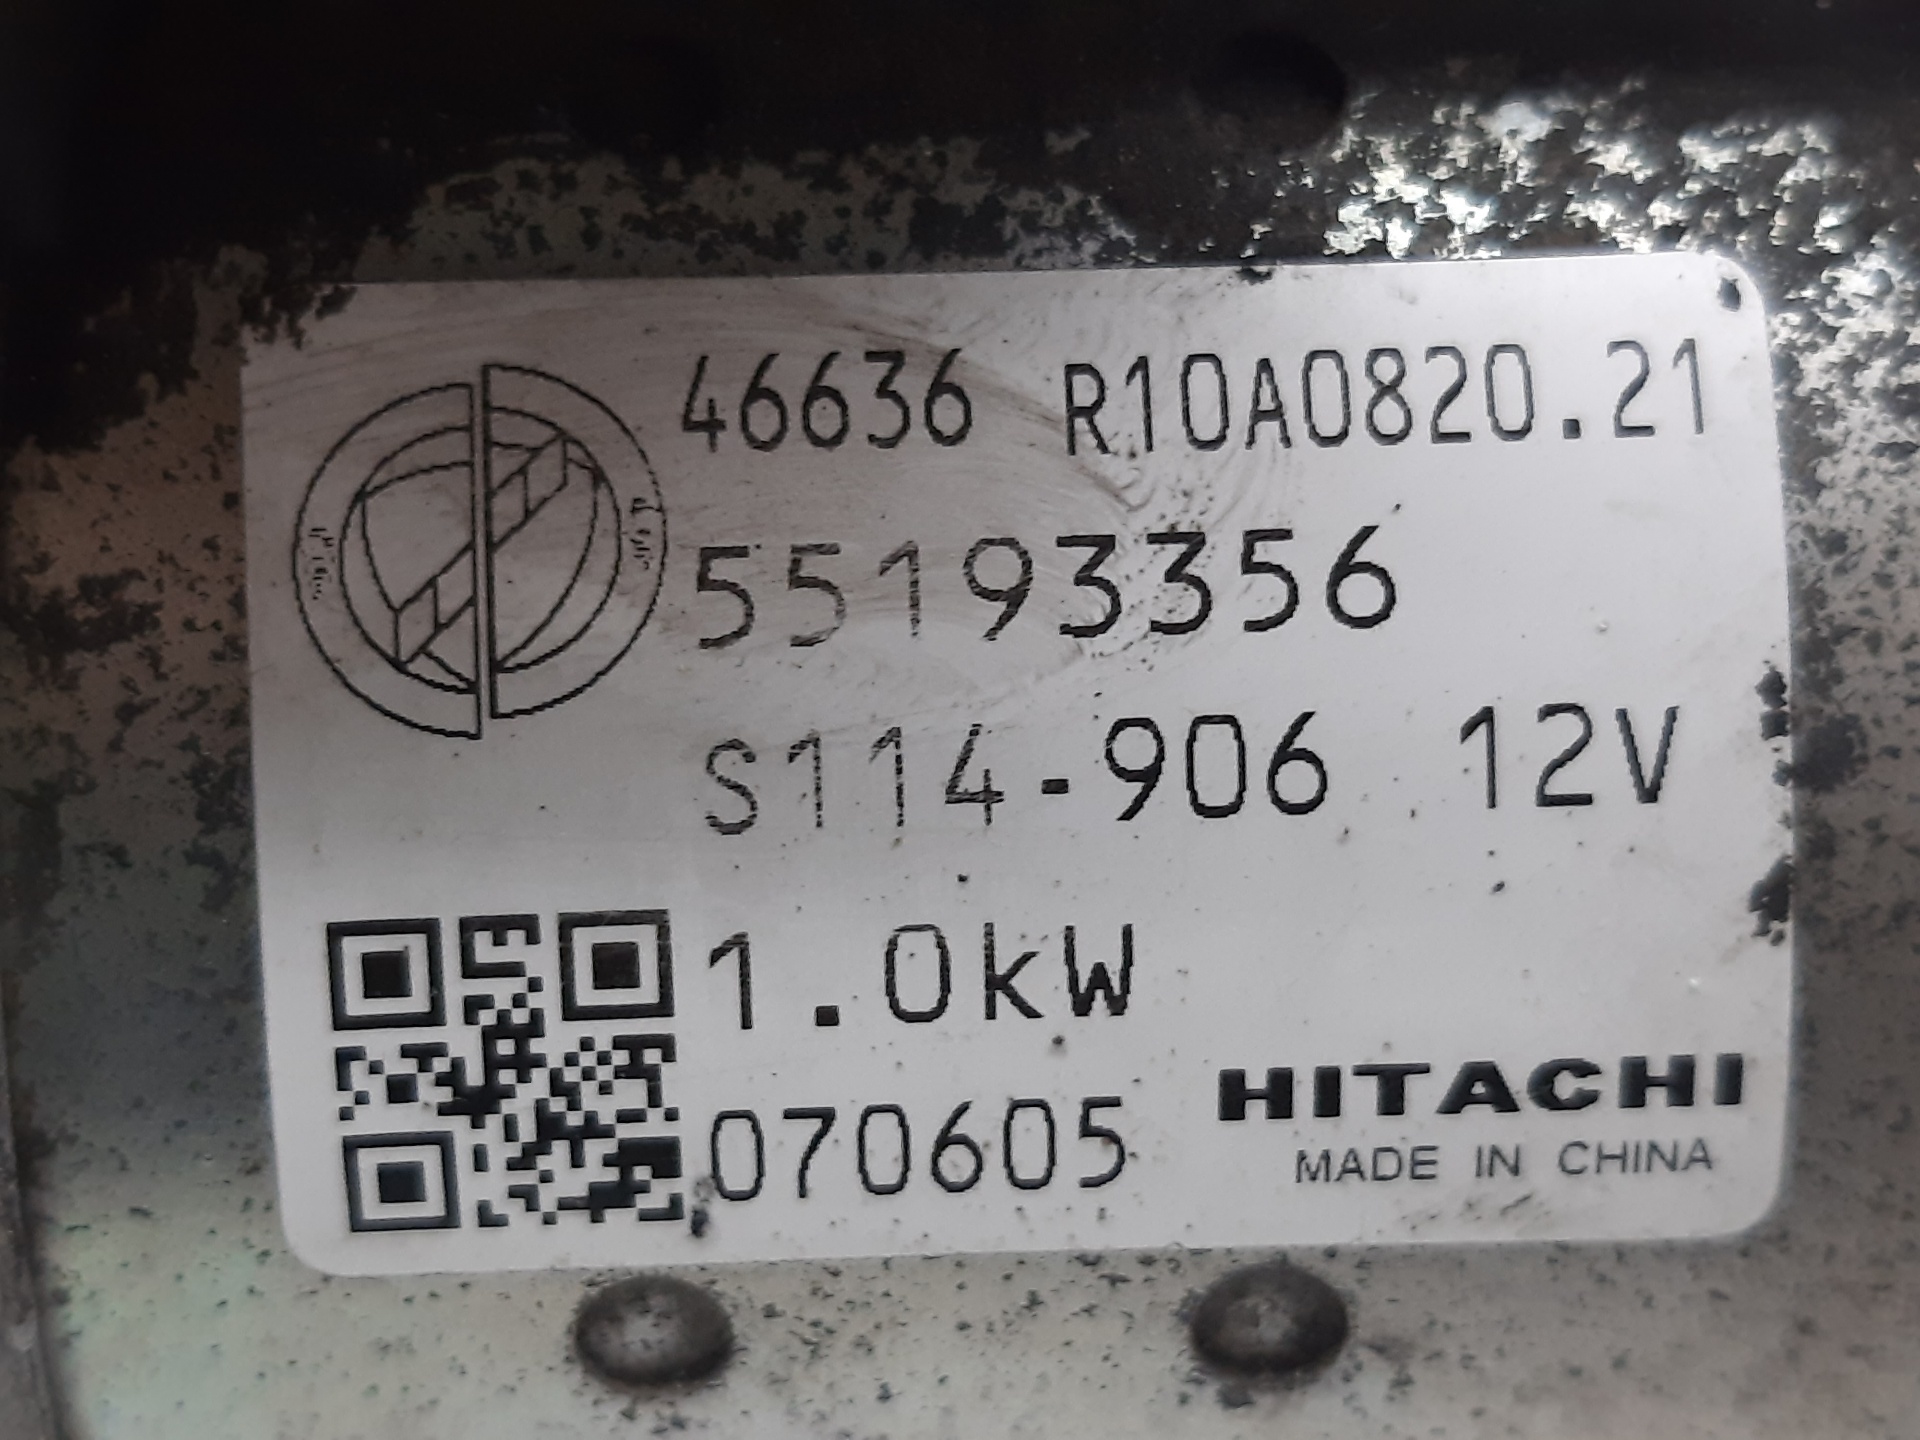 46636 R10A0820.21
55193356
S114-906 12V
1.0kW
070605
HITACHI
MADE IN CHINA